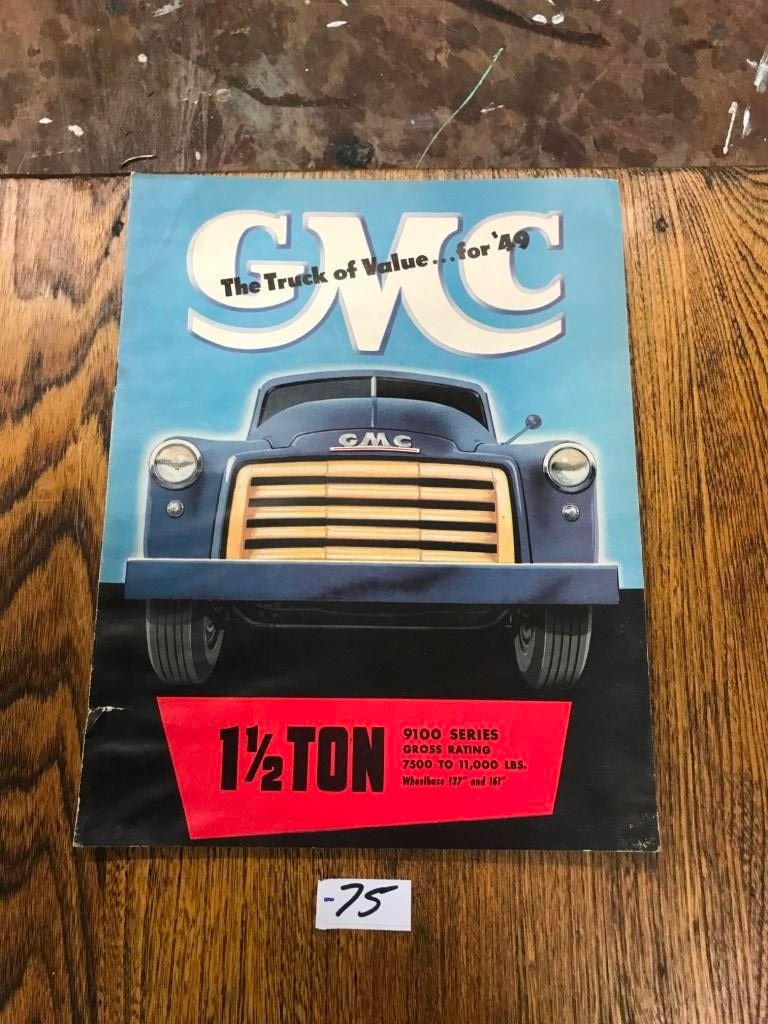 GMC
The Truck of Value...for '49
GMC
1½ TON
9100 SERIES
GROSS RATING
7500 TO 11,000 LBS.
Wheelbase 137" and 161"
-75